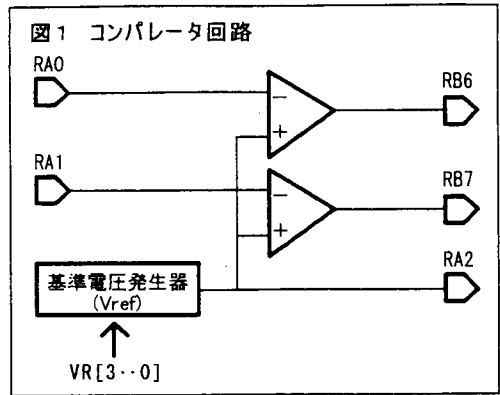 図1 コンパレータ回路
RA0
RB6
−
+
RA1
RB7
−
+
RA2
基準電圧発生器
(Vref)
VR[3··0]